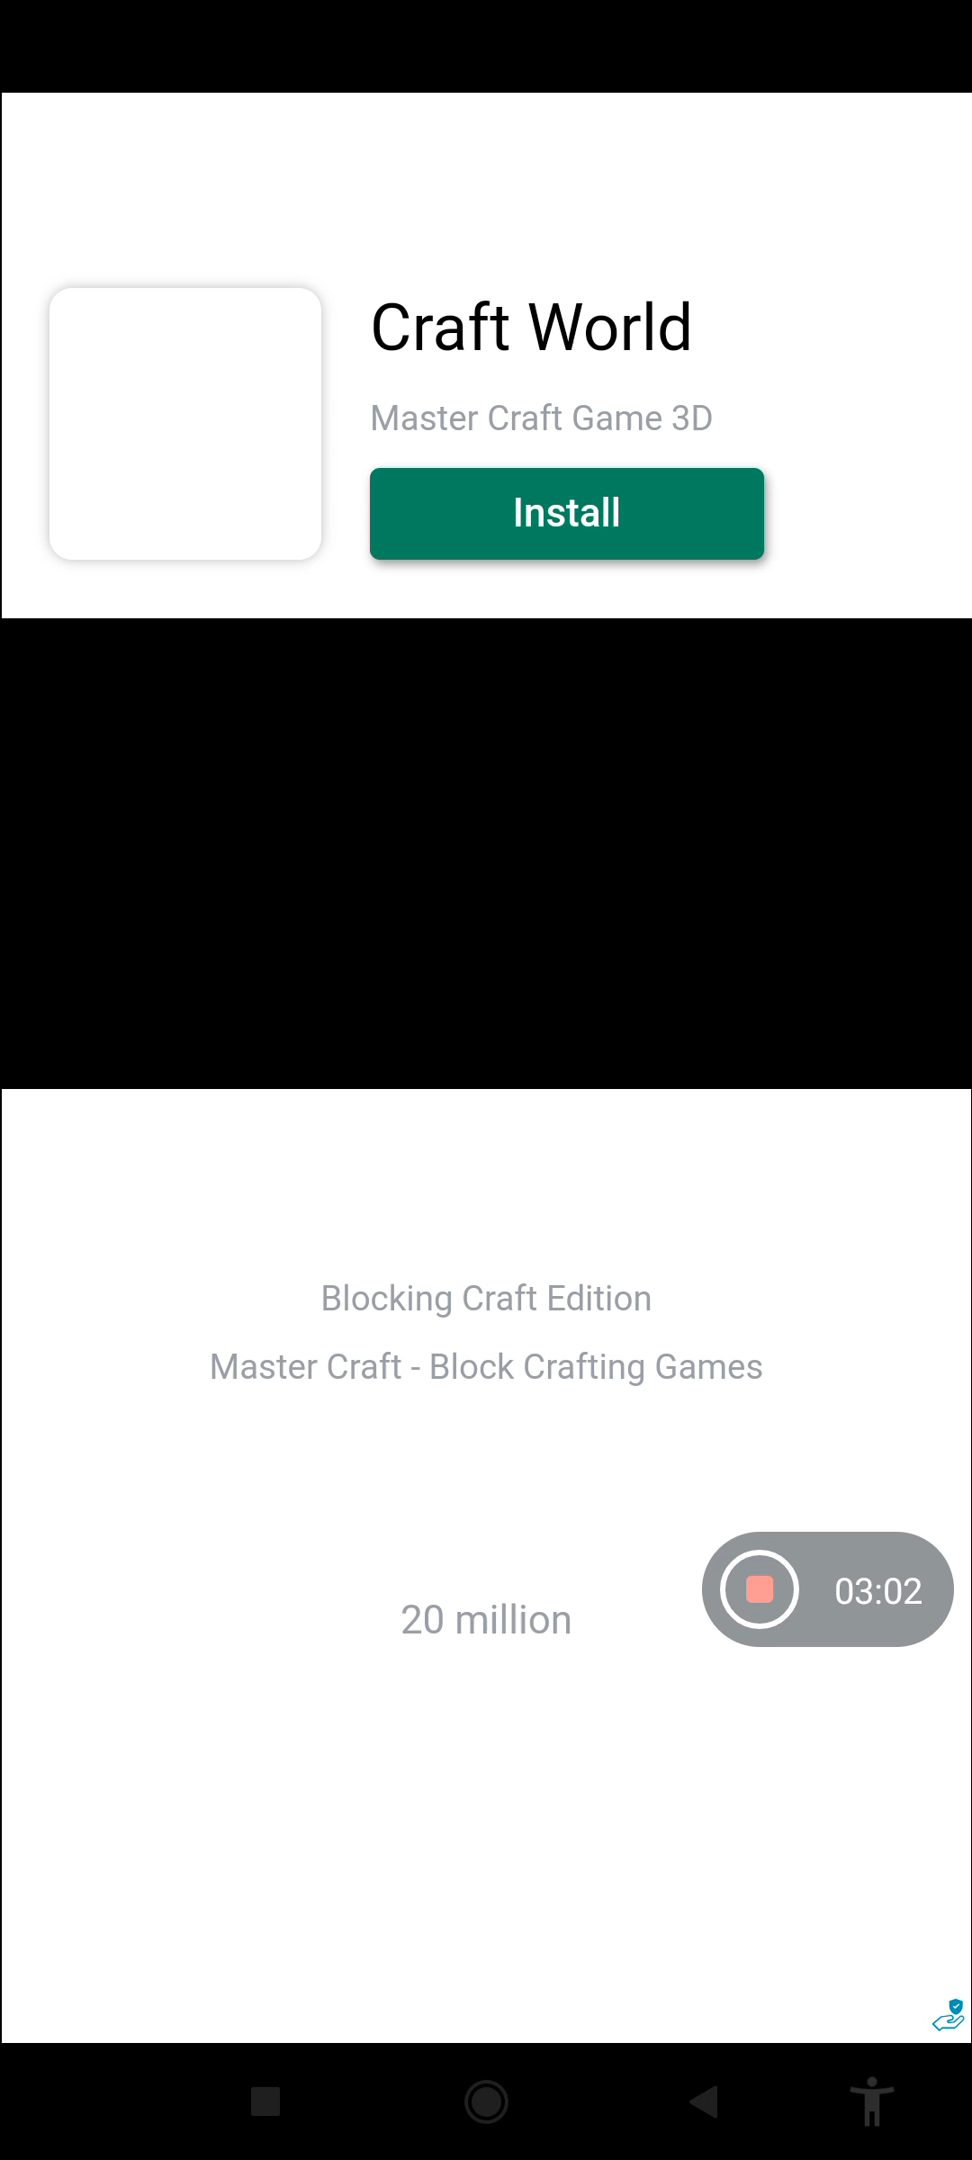 Craft World
Master Craft Game 3D
Install
Blocking Craft Edition
Master Craft - Block Crafting Games
03:02
20 million